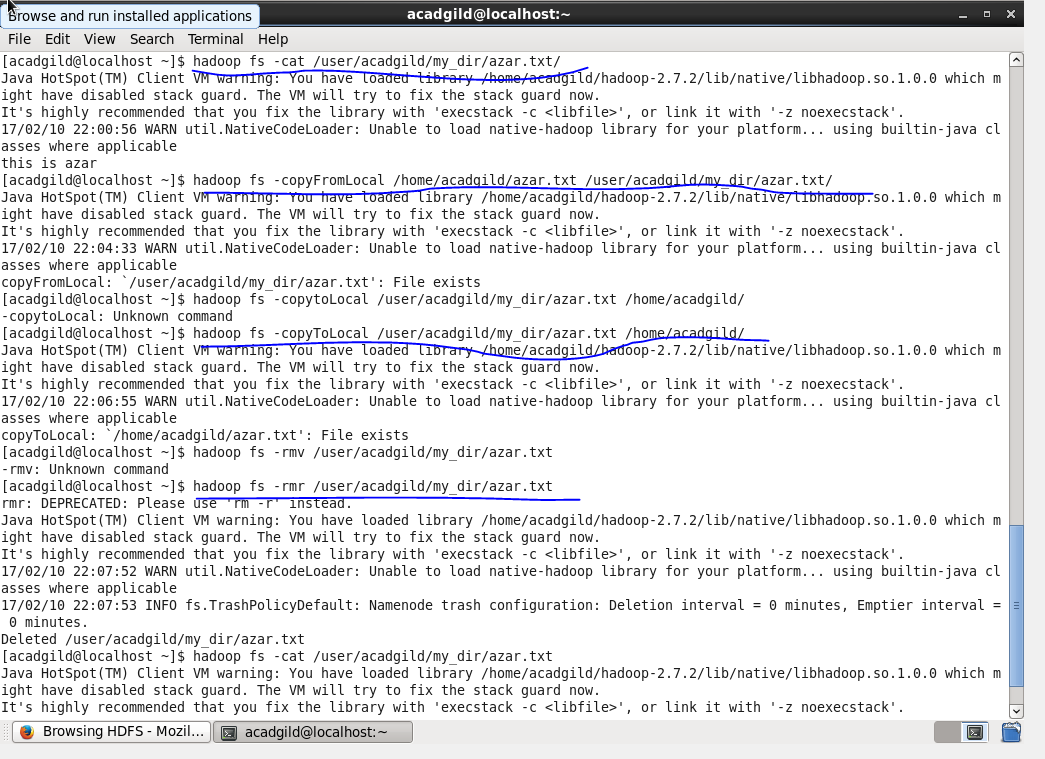 Browse and run installed applications
acadgild@localhost:~
File Edit View Search Terminal Help
[acadgild@localhost ~]$ hadoop fs -cat /user/acadgild/my_dir/azar.txt/
Java HotSpot(TM) Client VM warning: You have loaded library /home/acadgild/hadoop-2.7.2/lib/native/libhadoop.so.1.0.0 which m
ight have disabled stack guard. The VM will try to fix the stack guard now.
It's highly recommended that you fix the library with 'execstack -c <libfile>', or link it with '-z noexecstack'.
17/02/10 22:00:56 WARN util.NativeCodeLoader: Unable to load native-hadoop library for your platform... using builtin-java cl
asses where applicable
this is azar
[acadgild@localhost ~]$ hadoop fs -copyFromLocal /home/acadgild/azar.txt /user/acadgild/my_dir/azar.txt/
Java HotSpot(TM) Client VM warning: You have loaded library /home/acadgild/hadoop-2.7.2/lib/native/libhadoop.so.1.0.0 which m
ight have disabled stack guard. The VM will try to fix the stack guard now.
It's highly recommended that you fix the library with 'execstack -c <libfile>', or link it with '-z noexecstack'.
17/02/10 22:04:33 WARN util.NativeCodeLoader: Unable to load native-hadoop library for your platform... using builtin-java cl
asses where applicable
copyFromLocal: `/user/acadgild/my_dir/azar.txt': File exists
[acadgild@localhost ~]$ hadoop fs -copytoLocal /user/acadgild/my_dir/azar.txt /home/acadgild/
-copytoLocal: Unknown command
[acadgild@localhost ~]$ hadoop fs -copyToLocal /user/acadgild/my_dir/azar.txt /home/acadgild/
Java HotSpot(TM) Client VM warning: You have loaded library /home/acadgild/hadoop-2.7.2/lib/native/libhadoop.so.1.0.0 which m
ight have disabled stack guard. The VM will try to fix the stack guard now.
It's highly recommended that you fix the library with 'execstack -c <libfile>', or link it with '-z noexecstack'.
17/02/10 22:06:55 WARN util.NativeCodeLoader: Unable to load native-hadoop library for your platform... using builtin-java cl
asses where applicable
copyToLocal: `/home/acadgild/azar.txt': File exists
[acadgild@localhost ~]$ hadoop fs -rmv /user/acadgild/my_dir/azar.txt
-rmv: Unknown command
[acadgild@localhost ~]$ hadoop fs -rmr /user/acadgild/my_dir/azar.txt
rmr: DEPRECATED: Please use 'rm -r' instead.
Java HotSpot(TM) Client VM warning: You have loaded library /home/acadgild/hadoop-2.7.2/lib/native/libhadoop.so.1.0.0 which m
ight have disabled stack guard. The VM will try to fix the stack guard now.
It's highly recommended that you fix the library with 'execstack -c <libfile>', or link it with '-z noexecstack'.
17/02/10 22:07:52 WARN util.NativeCodeLoader: Unable to load native-hadoop library for your platform... using builtin-java cl
asses where applicable
17/02/10 22:07:53 INFO fs.TrashPolicyDefault: Namenode trash configuration: Deletion interval = 0 minutes, Emptier interval =
 0 minutes.
Deleted /user/acadgild/my_dir/azar.txt
[acadgild@localhost ~]$ hadoop fs -cat /user/acadgild/my_dir/azar.txt
Java HotSpot(TM) Client VM warning: You have loaded library /home/acadgild/hadoop-2.7.2/lib/native/libhadoop.so.1.0.0 which m
ight have disabled stack guard. The VM will try to fix the stack guard now.
It's highly recommended that you fix the library with 'execstack -c <libfile>', or link it with '-z noexecstack'.
Browsing HDFS - Mozil... acadgild@localhost:~